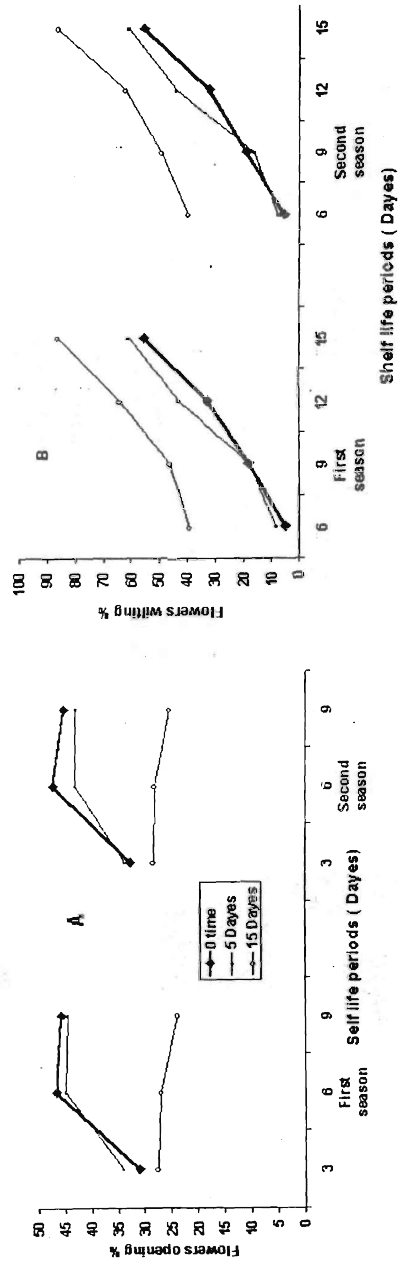 A
Flowers opening %
50
45
40
35
30
25
20
15
10
5
0
3
6
9
3
6
9
First
season
Second
season
Self life periods ( Dayes)
0 time
5 Dayes
15 Dayes
B
Flowers wilting %
100
90
80
70
60
50
40
30
20
10
0
6
9
12
15
6
9
12
15
First
season
Second
season
Shelf life periods ( Dayes)